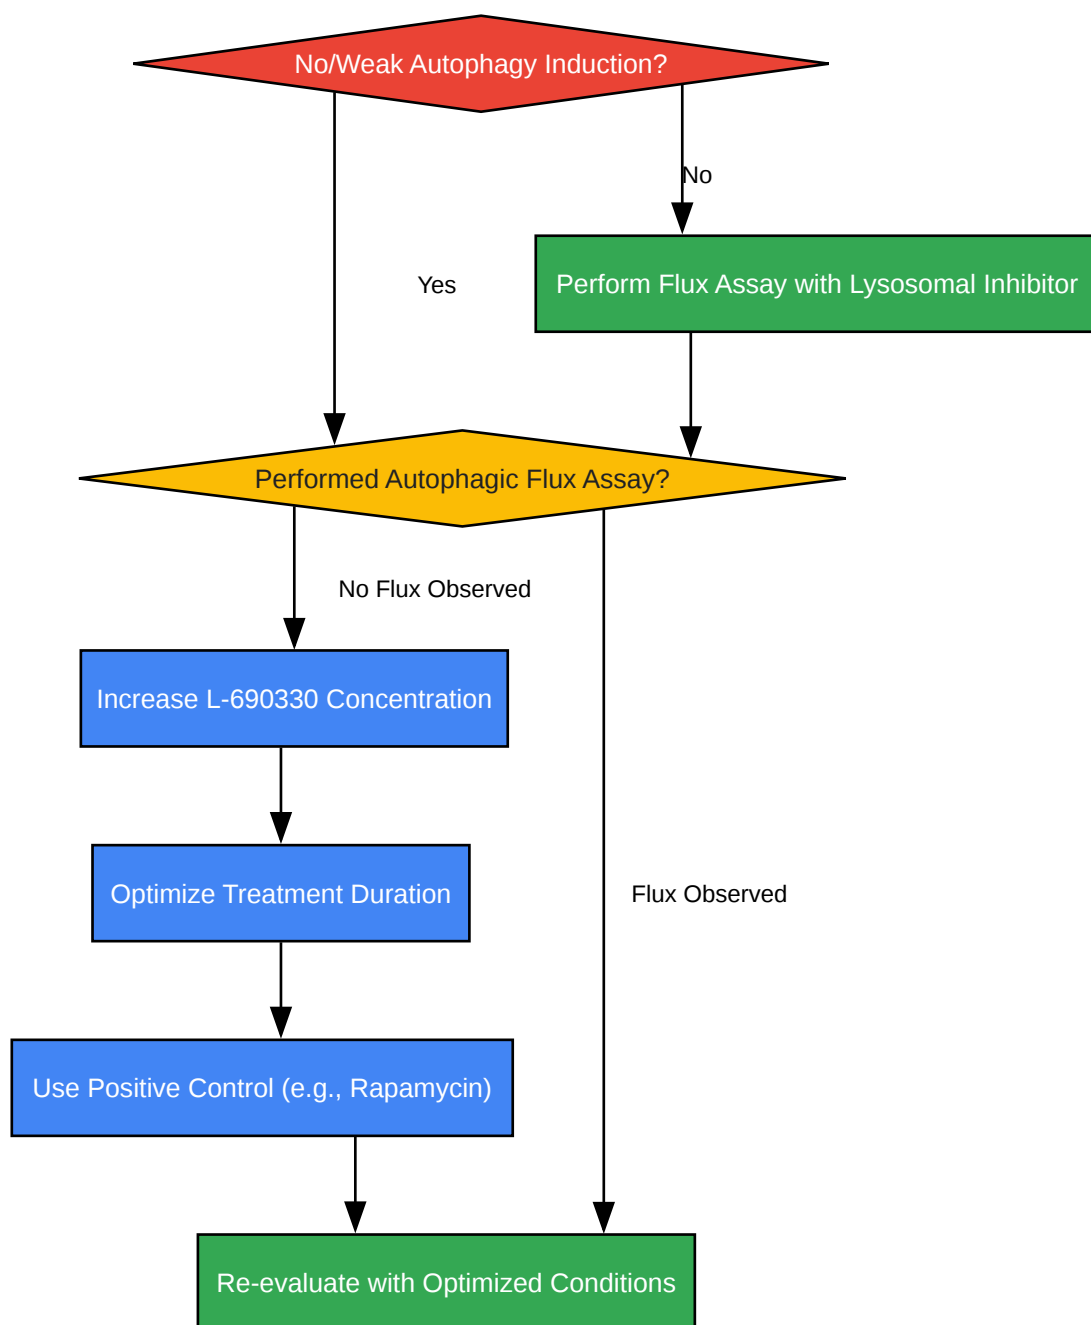 No/Weak Autophagy Induction?
No
Yes
Perform Flux Assay with Lysosomal Inhibitor
Performed Autophagic Flux Assay?
No Flux Observed
Increase L-690330 Concentration
Optimize Treatment Duration
Flux Observed
Use Positive Control (e.g., Rapamycin)
Re-evaluate with Optimized Conditions